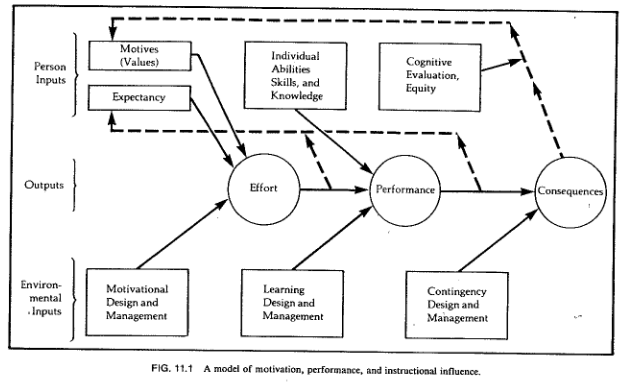 Person
Inputs
Motives
(Values)
Expectancy
Individual
Abilities
Skills, and
Knowledge
Cognitive
Evaluation,
Equity
Outputs
Effort
Performance
Consequences
Environ-
mental
Inputs
Motivational
Design and
Management
Learning
Design and
Management
Contingency
Design and
Management
FIG. 11.1 A model of motivation, performance, and instructional influence.